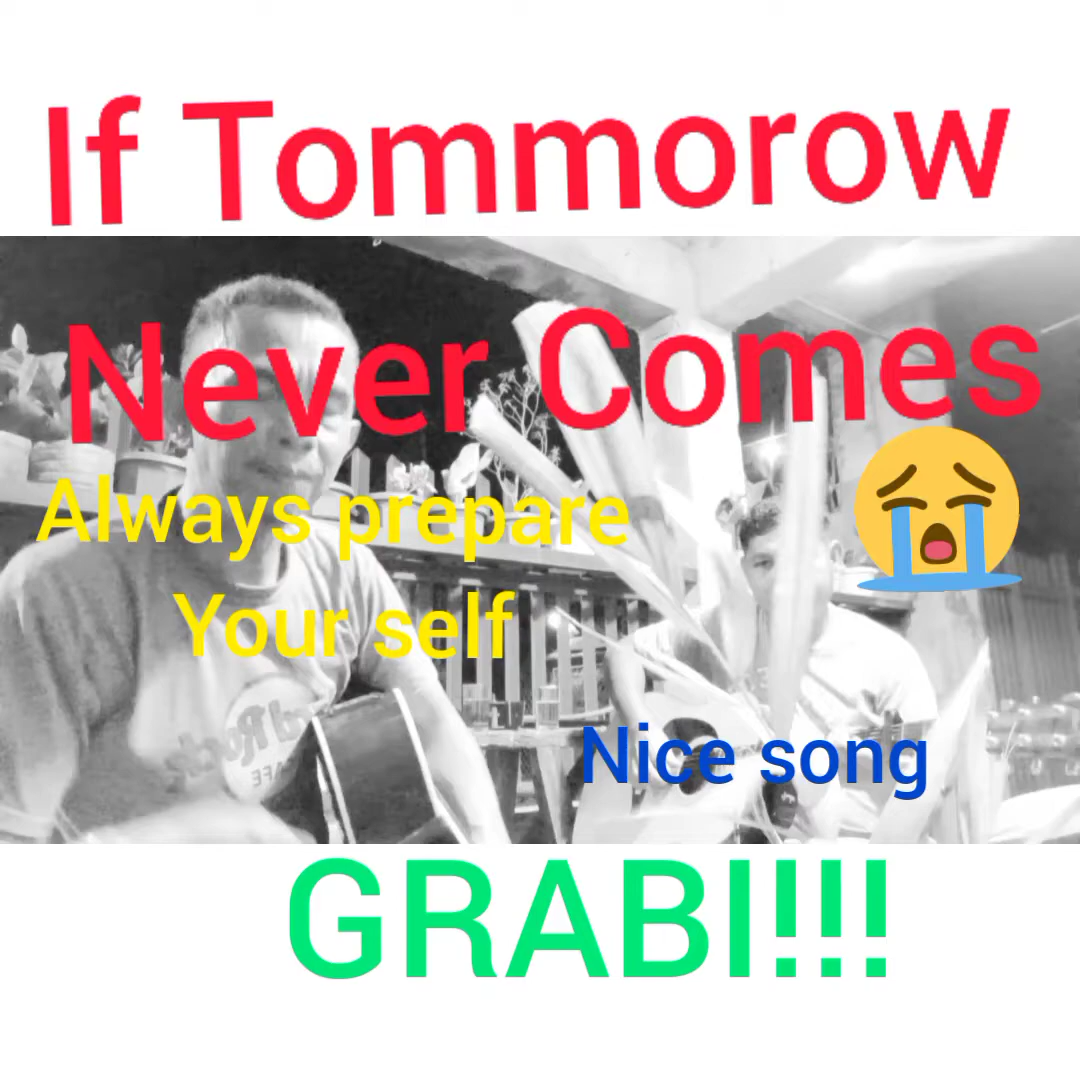 If Tommorow
Never Comes
Always prepare
Your self
Nice song
GRABI!!!